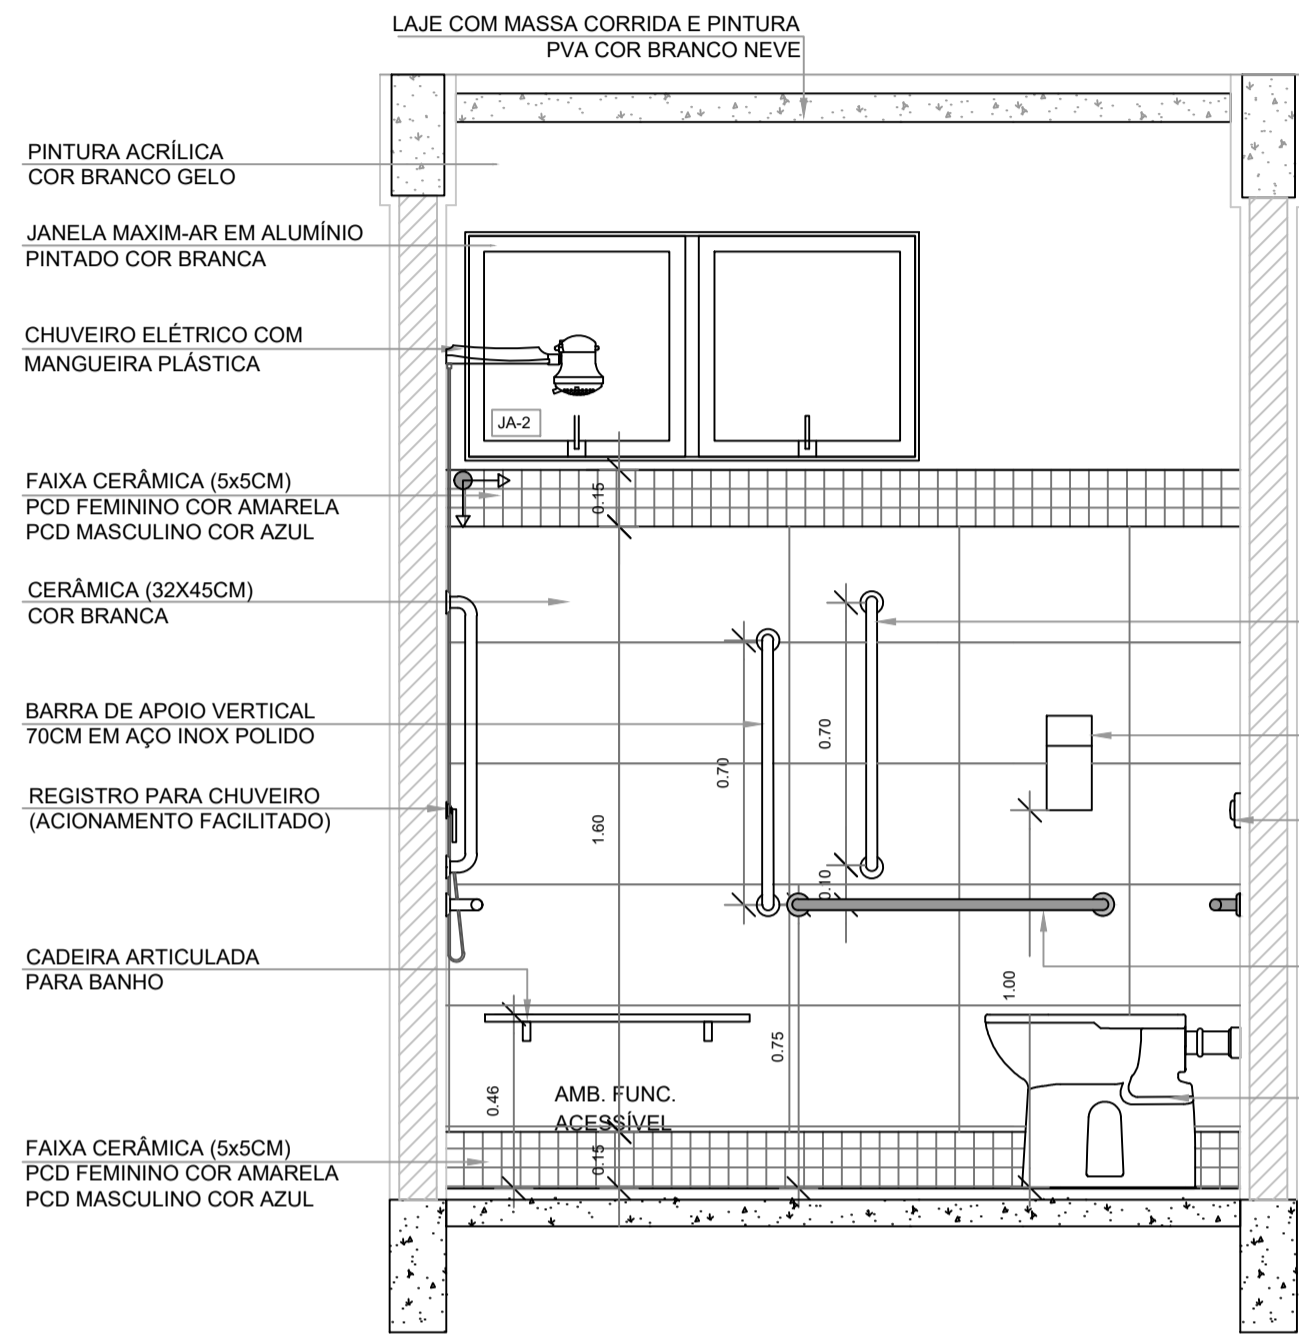 LAJE COM MASSA CORRIDA E PINTURA
PVA COR BRANCO NEVE
PINTURA ACRÍLICA
COR BRANCO GELO
JANELA MAXIM-AR EM ALUMÍNIO
PINTADO COR BRANCA
CHUVEIRO ELÉTRICO COM
MANGUEIRA PLÁSTICA
JA-2
FAIXA CERÂMICA (5x5CM)
PCD FEMININO COR AMARELA
PCD MASCULINO COR AZUL
0.15
CERÂMICA (32X45CM)
COR BRANCA
BARRA DE APOIO VERTICAL
70CM EM AÇO INOX POLIDO
0.70
0.70
REGISTRO PARA CHUVEIRO
(ACIONAMENTO FACILITADO)
1.60
0.10
CADEIRA ARTICULADA
PARA BANHO
1.00
0.75
0.46
AMB. FUNC.
ACESSÍVEL
FAIXA CERÂMICA (5x5CM)
PCD FEMININO COR AMARELA
PCD MASCULINO COR AZUL
0.15